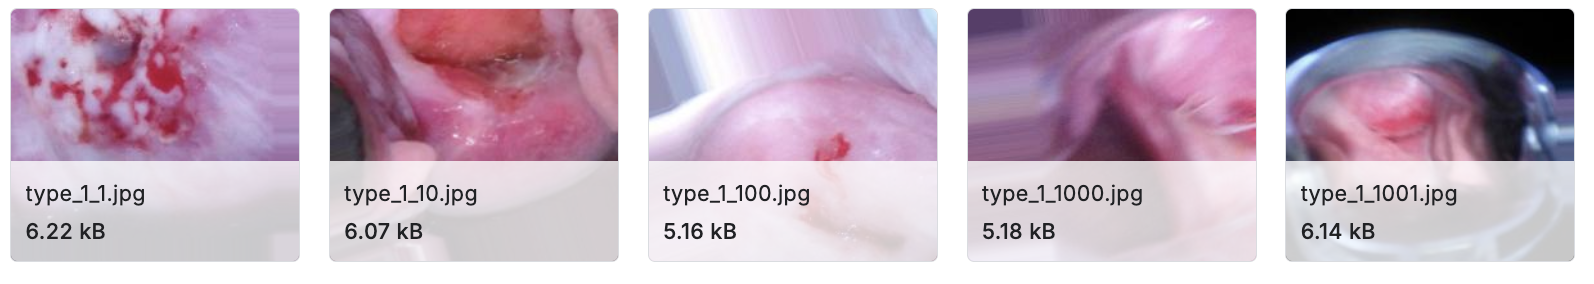 type_1_1.jpg
6.22 kB
type_1_10.jpg
6.07 kB
type_1_100.jpg
5.16 kB
type_1_1000.jpg
5.18 kB
type_1_1001.jpg
6.14 kB